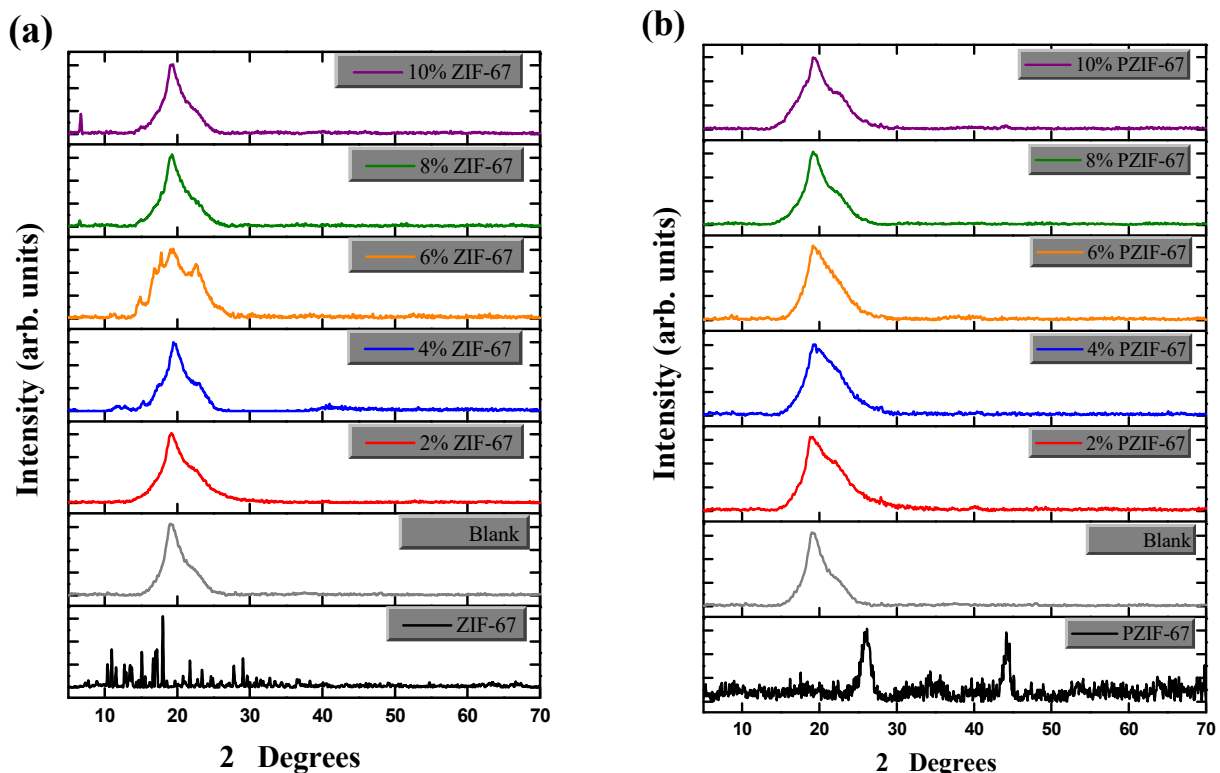 (a)
10% ZIF-67
8% ZIF-67
6% ZIF-67
4% ZIF-67
2% ZIF-67
Blank
ZIF-67
Intensity (arb. units)
10 20 30 40 50 60 70
2 Degrees
(b)
10% PZIF-67
8% PZIF-67
6% PZIF-67
4% PZIF-67
2% PZIF-67
Blank
PZIF-67
Intensity (arb. units)
10 20 30 40 50 60 70
2 Degrees